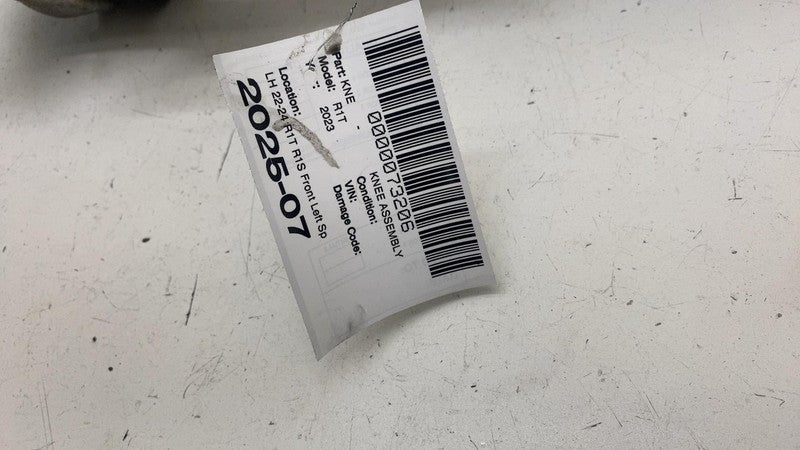 0000073206
Part: KNE - KNEE ASSEMBLY
Model: R1T Condition:
Y : 2023 VIN:
Damage Code:
Location:
LH 22-24 R1T R1S Front Left Sp
2025-07